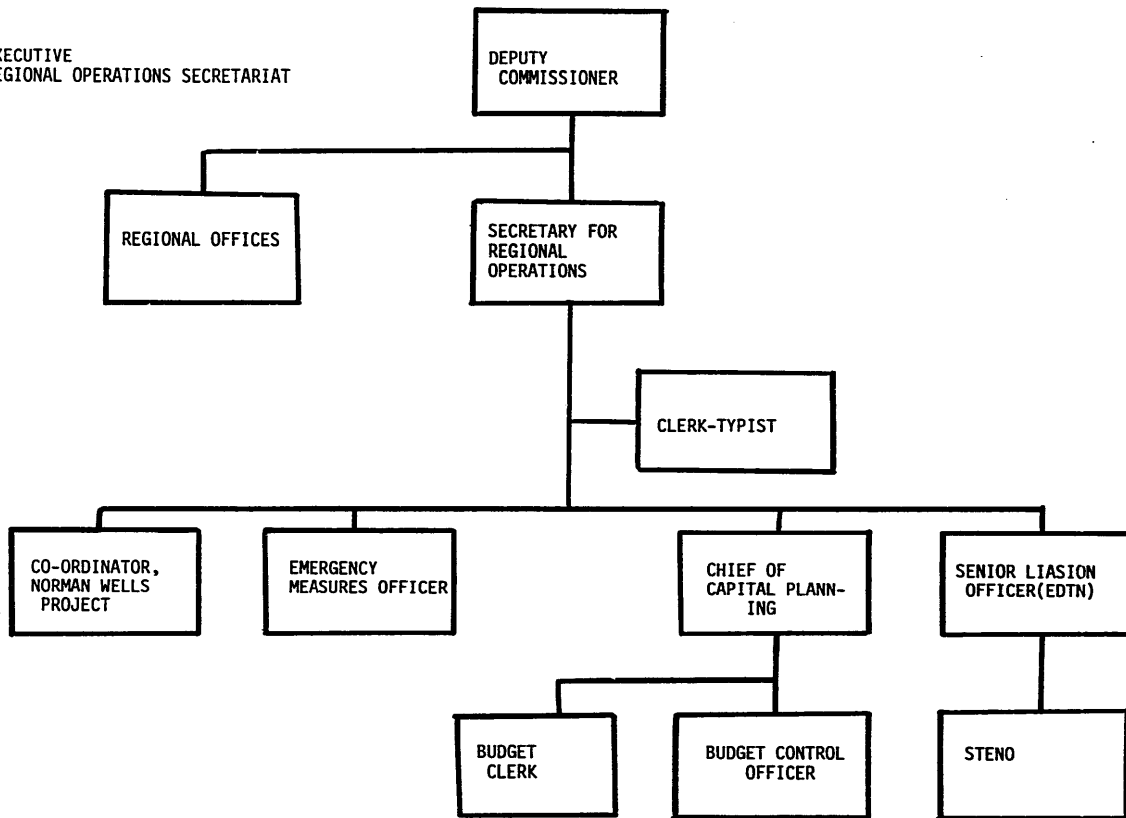 XECUTIVE
EGIONAL OPERATIONS SECRETARIAT
DEPUTY
COMMISSIONER
REGIONAL OFFICES
SECRETARY FOR
REGIONAL
OPERATIONS
CLERK-TYPIST
CO-ORDINATOR,
NORMAN WELLS
PROJECT
EMERGENCY
MEASURES OFFICER
CHIEF OF
CAPITAL PLANN-
ING
SENIOR LIASION
OFFICER(EDTN)
BUDGET
CLERK
BUDGET CONTROL
OFFICER
STENO